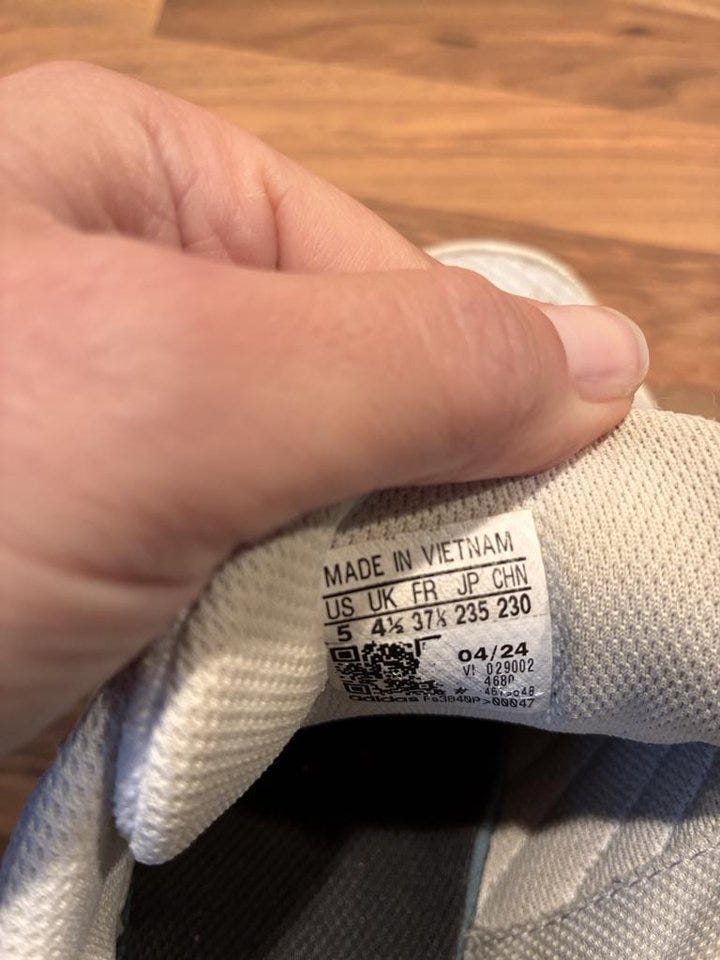 MADE IN VIETNAM
US UK FR JP CHN
5 4½ 37⅓ 235 230
04/24
VI 029002
adidas